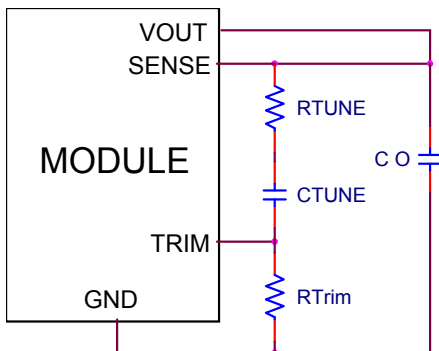 VOUT
SENSE
RTUNE
MODULE
C O
CTUNE
TRIM
GND
RTrim